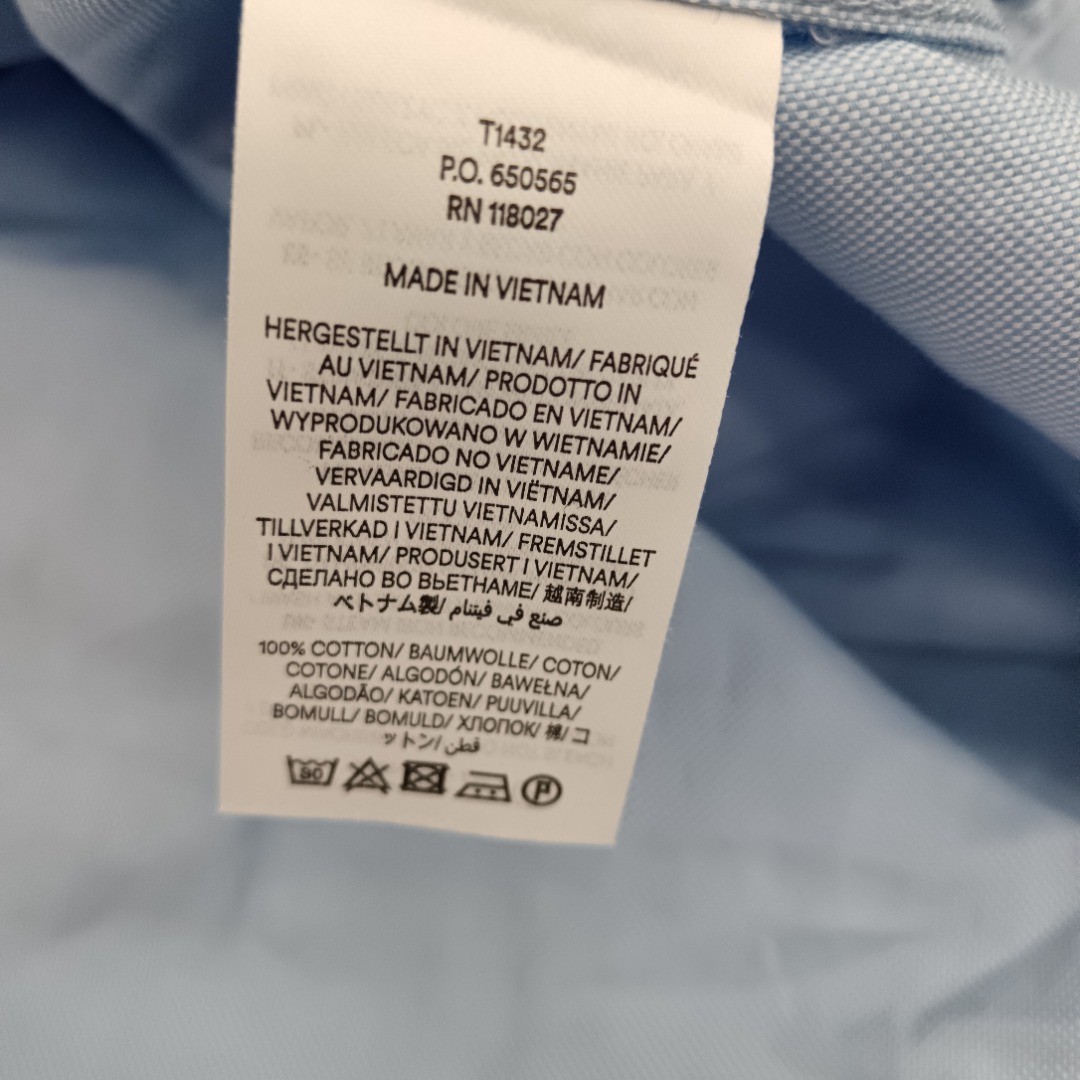 T1432
P.O. 650565
RN 118027
MADE IN VIETNAM
HERGESTELLT IN VIETNAM/ FABRIQUÉ
AU VIETNAM/ PRODOTTO IN
VIETNAM/ FABRICADO EN VIETNAM/
WYPRODUKOWANO W WIETNAMIE/
FABRICADO NO VIETNAME/
VERVAARDIGD IN VIËTNAM/
VALMISTETTU VIETNAMISSA/
TILLVERKAD I VIETNAM/ FREMSTILLET
I VIETNAM/ PRODUSERT I VIETNAM/
СДЕЛАНО ВО ВЬЕТНАМЕ/ 越南制造/
ベトナム製/ صنع في فيتنام
100% COTTON/ BAUMWOLLE/ COTON/
COTONE/ ALGODÓN/ BAWEŁNA/
ALGODÃO/ KATOEN/ PUUVILLA/
BOMULL/ BOMULD/ ХЛОПОК/ 棉/ コ
ットン/ قطن
30 P